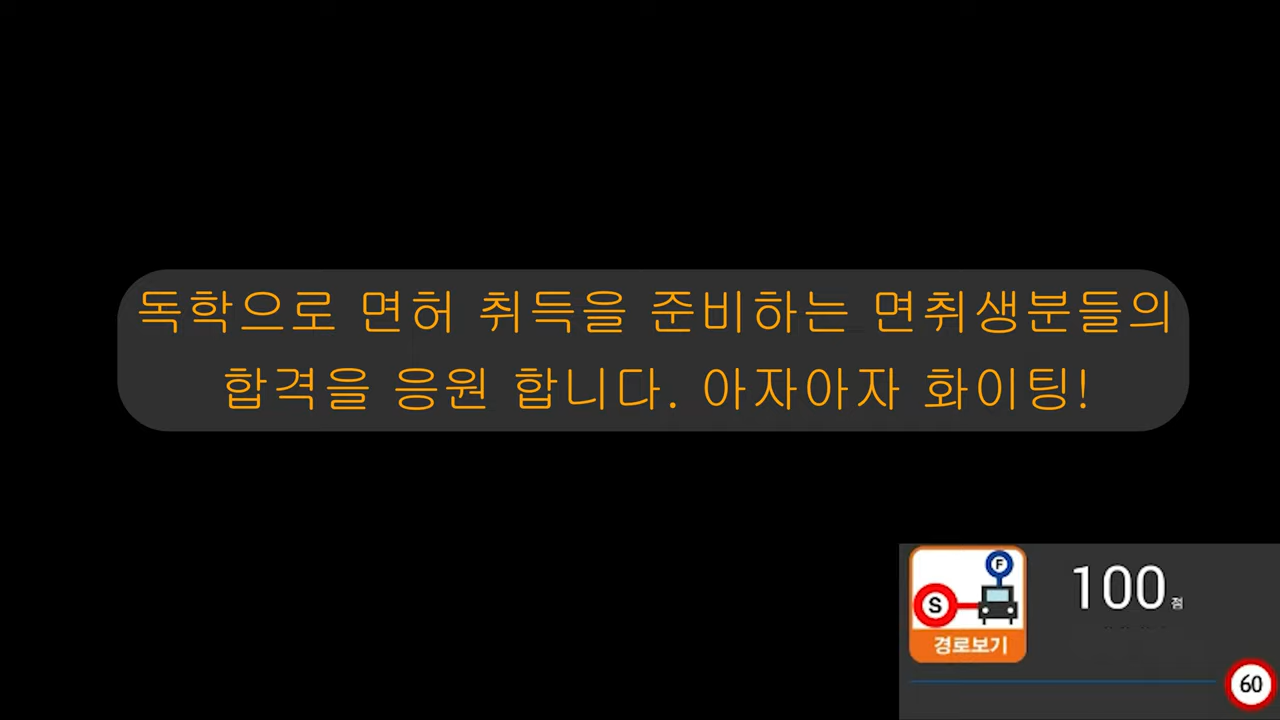 독학으로 면허 취득을 준비하는 면취생분들의
합격을 응원 합니다. 아자아자 화이팅!
F
S
경로보기
100점
60